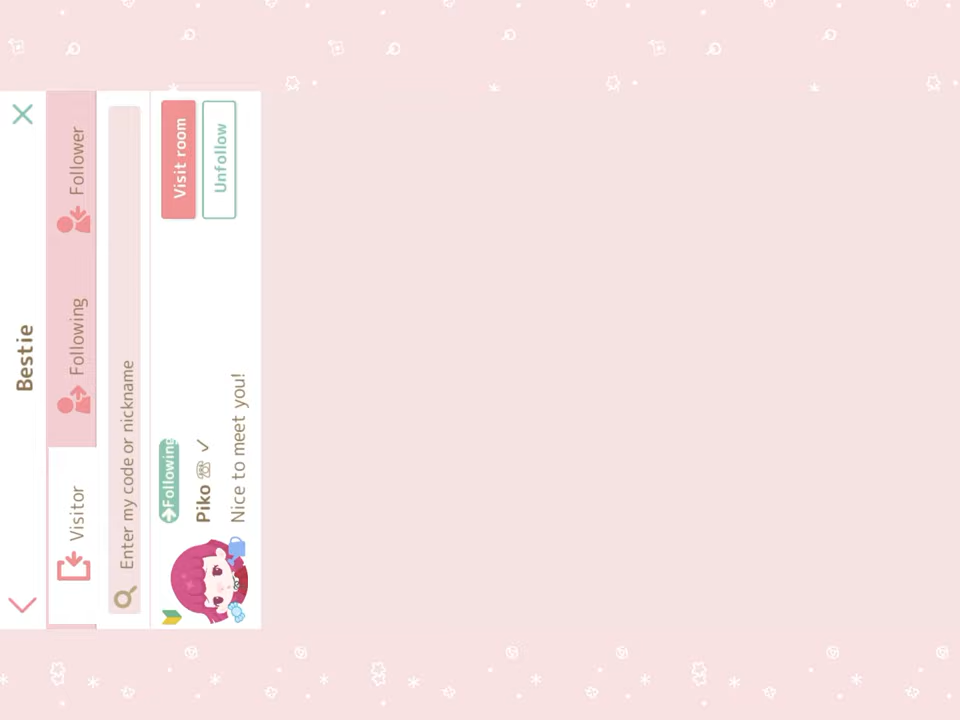 Bestie
Visitor
Following
Follower
Enter my code or nickname
Following
Piko ☏ ✓
Nice to meet you!
Visit room
Unfollow